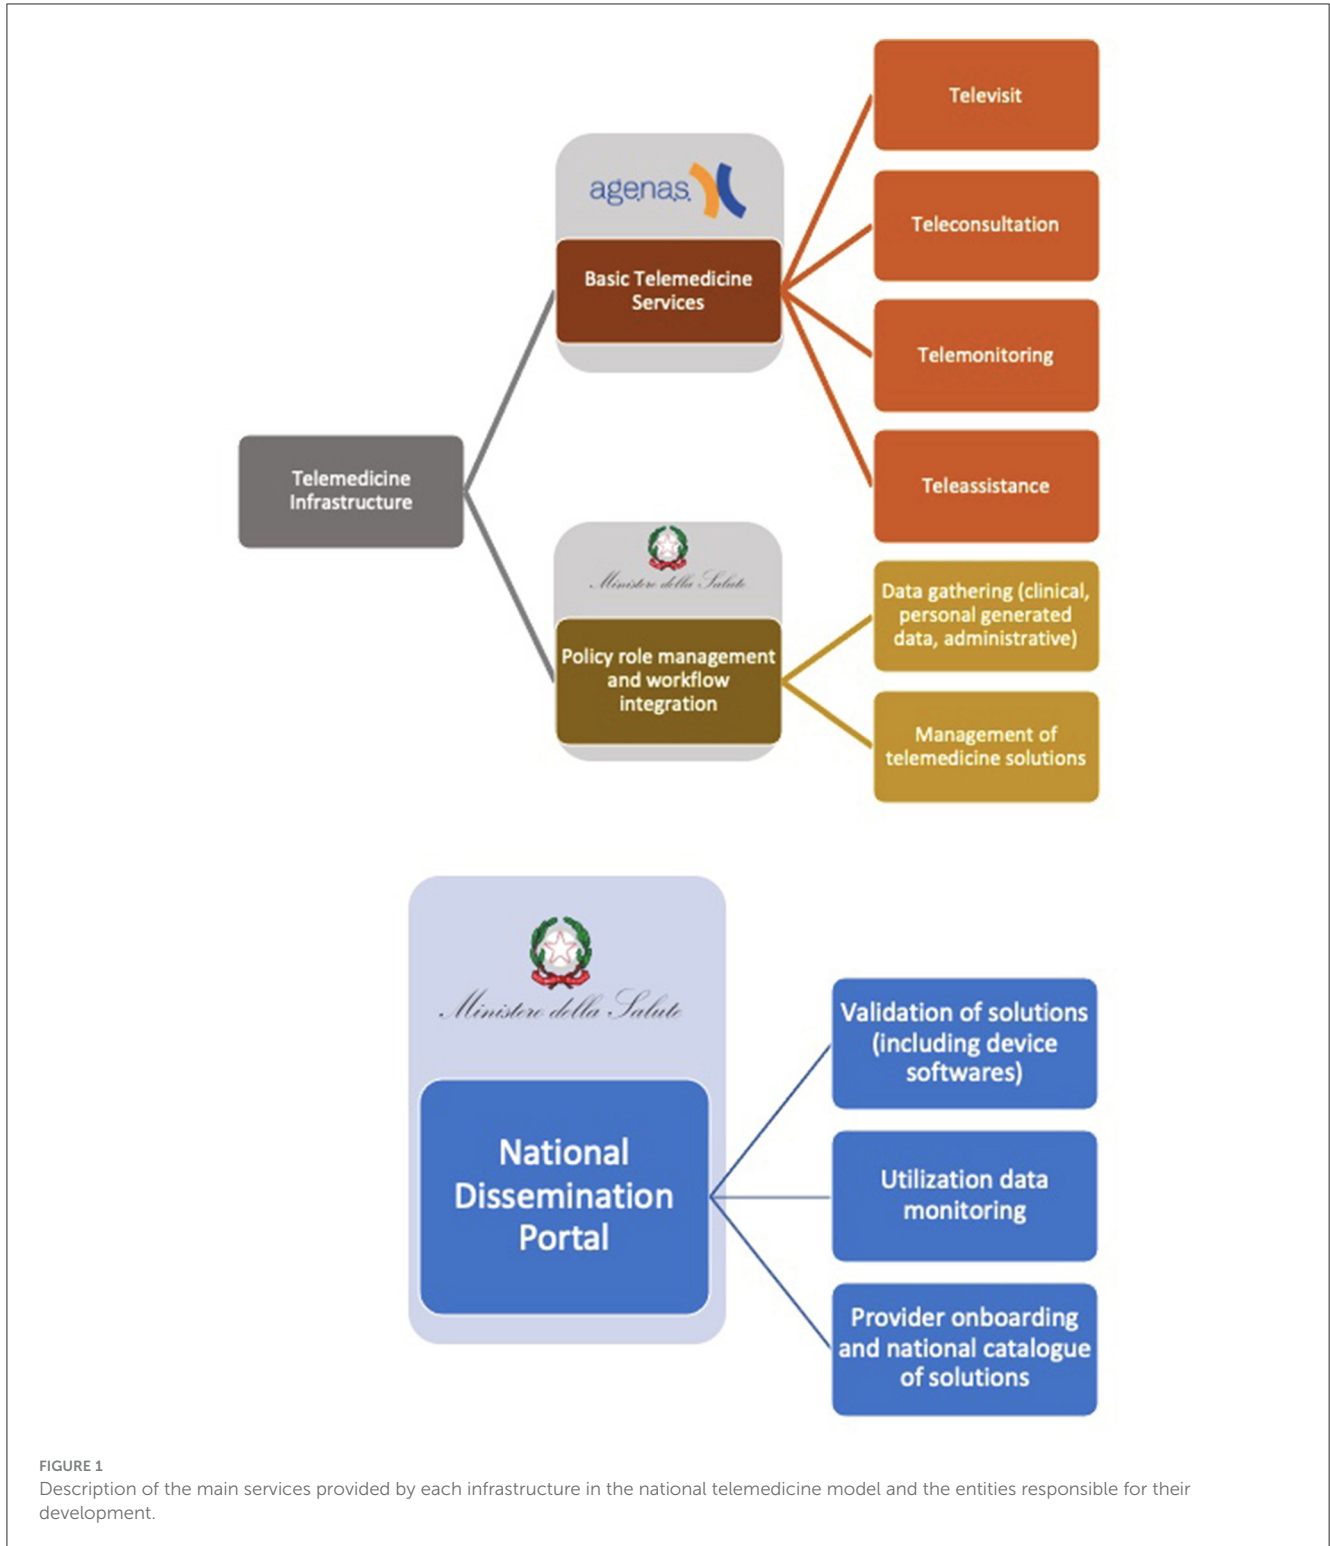 Televisit
agenas
Teleconsultation
Basic Telemedicine
Services
Telemonitoring
Telemedicine
Infrastructure
Teleassistance
Ministero della Salute
Data gathering (clinical,
personal generated
data, administrative)
Policy role management
and workflow
integration
Management of
telemedicine solutions
Ministero della Salute
Validation of solutions
(including device
softwares)
National
Dissemination
Portal
Utilization data
monitoring
Provider onboarding
and national catalogue
of solutions
FIGURE 1
Description of the main services provided by each infrastructure in the national telemedicine model and the entities responsible for their
development.